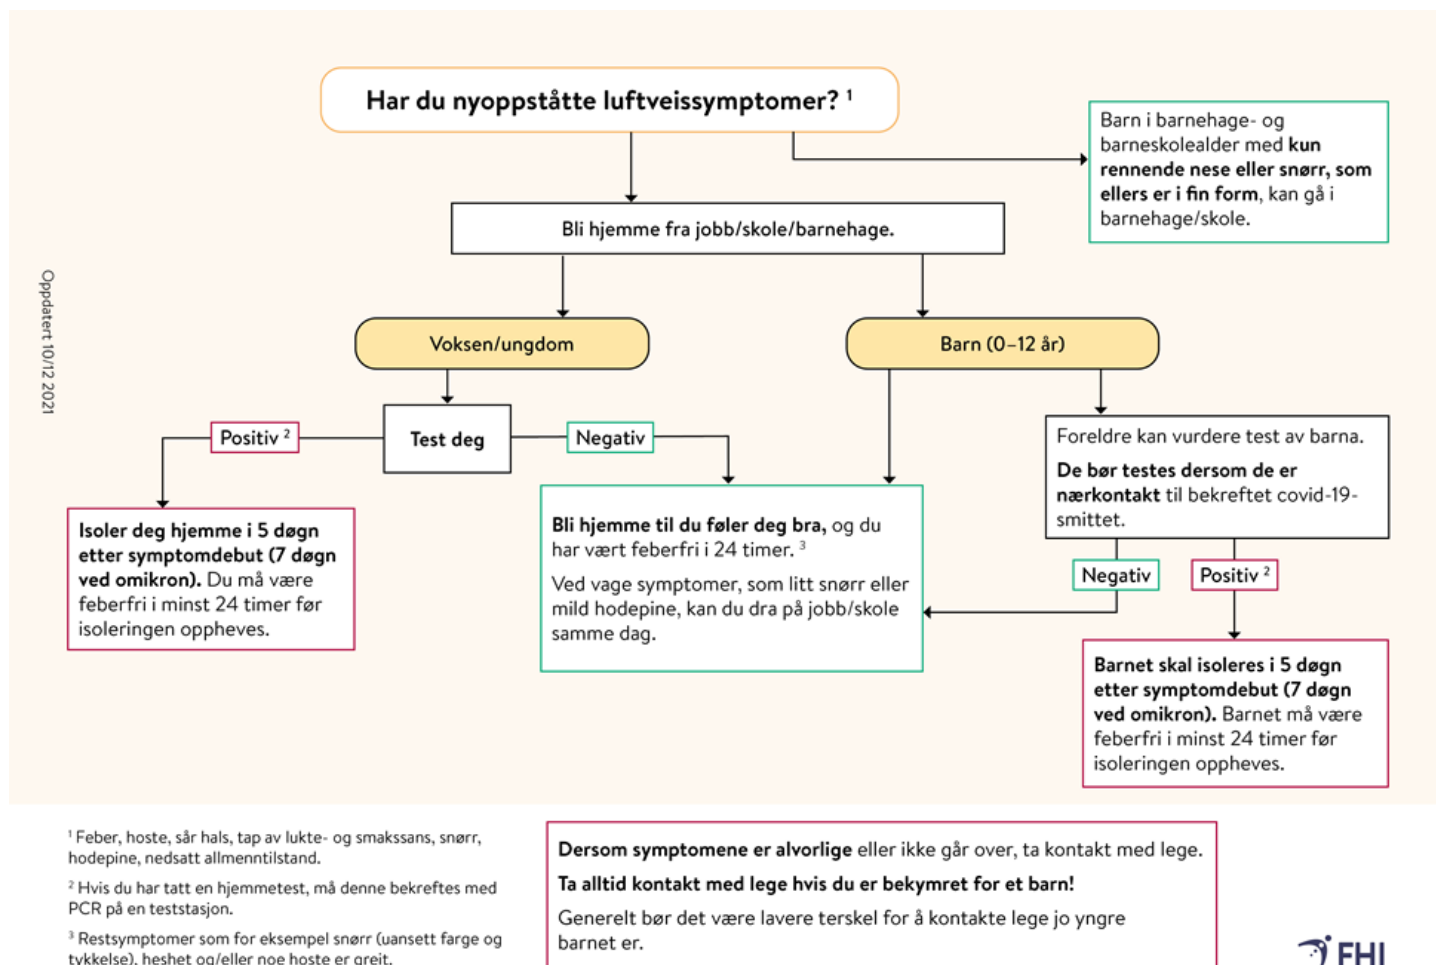 Har du nyoppståtte luftveissymptomer? ¹
Barn i barnehage- og
barneskolealder med kun
rennende nese eller snørr, som
ellers er i fin form, kan gå i
barnehage/skole.
Bli hjemme fra jobb/skole/barnehage.
Oppdatert 10/12 2021
Voksen/ungdom
Barn (0–12 år)
Positiv ²
Test deg
Negativ
Foreldre kan vurdere test av barna.
De bør testes dersom de er
nærkontakt til bekreftet covid-19-
smittet.
Isoler deg hjemme i 5 døgn
etter symptomdebut (7 døgn
ved omikron). Du må være
feberfri i minst 24 timer før
isoleringen oppheves.
Bli hjemme til du føler deg bra, og du
har vært feberfri i 24 timer. ³
Ved vage symptomer, som litt snørr eller
mild hodepine, kan du dra på jobb/skole
samme dag.
Negativ
Positiv ²
Barnet skal isoleres i 5 døgn
etter symptomdebut (7 døgn
ved omikron). Barnet må være
feberfri i minst 24 timer før
isoleringen oppheves.
¹ Feber, hoste, sår hals, tap av lukte- og smakssans, snørr,
hodepine, nedsatt allmenntilstand.
² Hvis du har tatt en hjemmetest, må denne bekreftes med
PCR på en teststasjon.
³ Restsymptomer som for eksempel snørr (uansett farge og
tykkelse), heshet og/eller noe hoste er greit.
Dersom symptomene er alvorlige eller ikke går over, ta kontakt med lege.
Ta alltid kontakt med lege hvis du er bekymret for et barn!
Generelt bør det være lavere terskel for å kontakte lege jo yngre
barnet er.
FHI